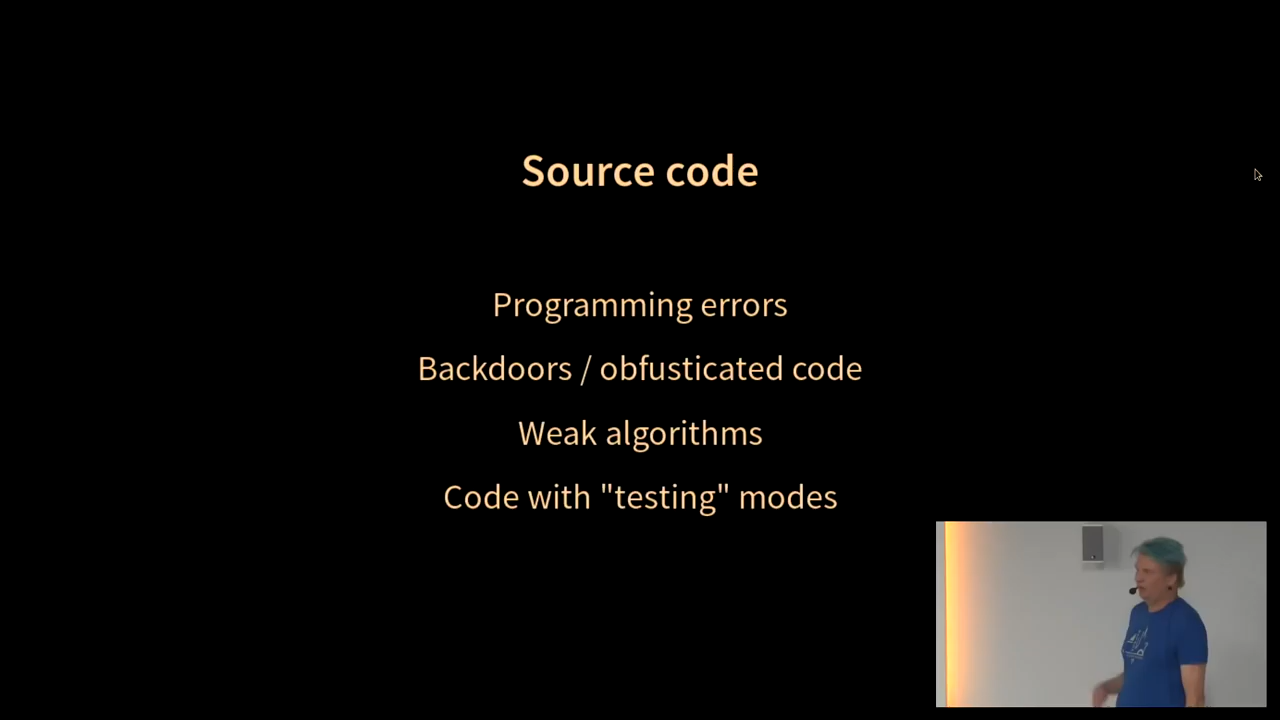 Source code
Programming errors
Backdoors / obfusticated code
Weak algorithms
Code with "testing" modes